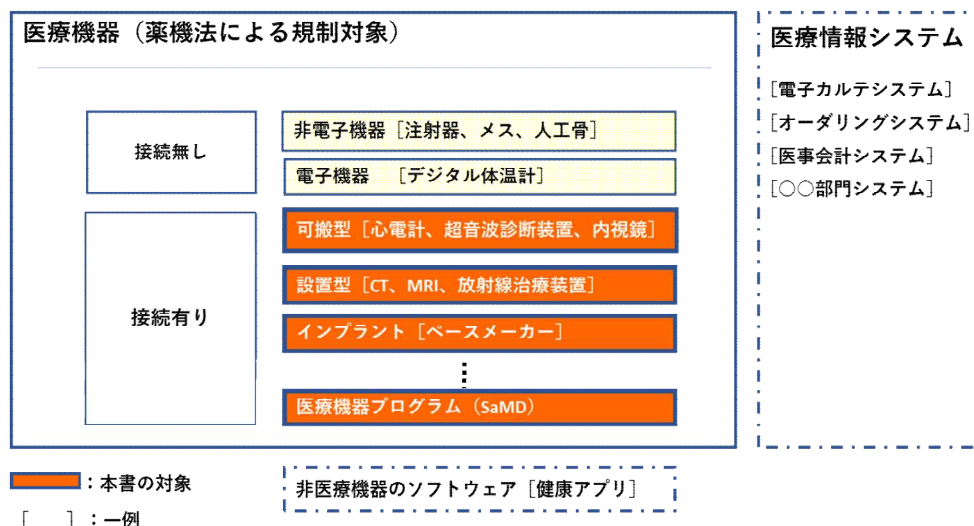 医療機器（薬機法による規制対象）
接続無し
非電子機器［注射器、メス、人工骨］
電子機器　［デジタル体温計］
接続有り
可搬型［心電計、超音波診断装置、内視鏡］
設置型［CT、MRI、放射線治療装置］
インプラント［ペースメーカー］
医療機器プログラム（SaMD）
医療情報システム
［電子カルテシステム］
［オーダリングシステム］
［医事会計システム］
［○○部門システム］
：本書の対象
［　　］：一例
非医療機器のソフトウェア［健康アプリ］